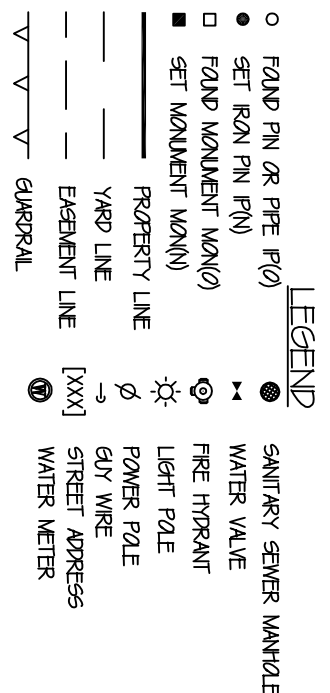 LEGEND
FOUND PIN OR PIPE IP(O)
SET IRON PIN IP(N)
FOUND MONUMENT MON(O)
SET MONUMENT MON(N)
PROPERTY LINE
YARD LINE
EASEMENT LINE
GUARDRAIL
SANITARY SEWER MANHOLE
WATER VALVE
FIRE HYDRANT
LIGHT POLE
POWER POLE
GUY WIRE
[XXX] STREET ADDRESS
W WATER METER